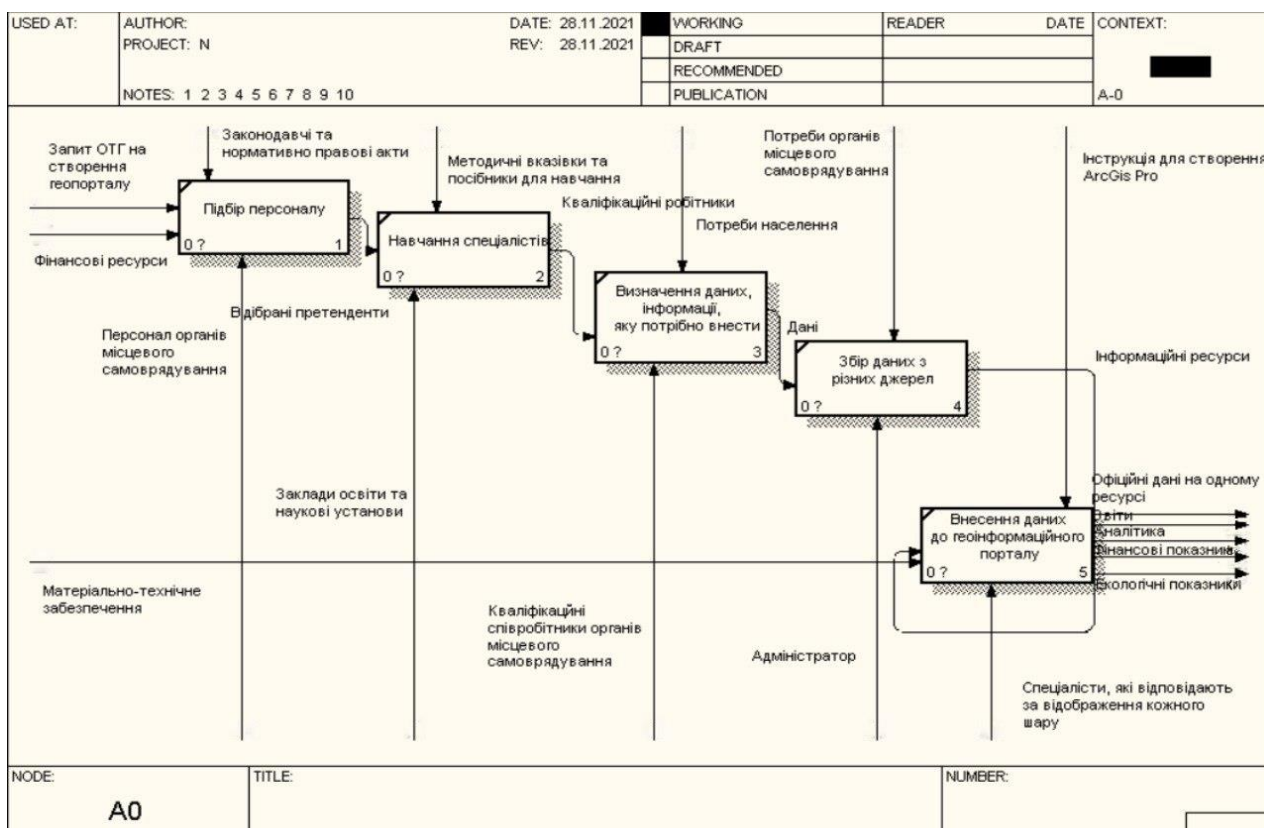 USED AT:
AUTHOR:
DATE: 28.11.2021
PROJECT: N
REV: 28.11.2021
NOTES: 1 2 3 4 5 6 7 8 9 10
WORKING
DRAFT
RECOMMENDED
PUBLICATION
READER
DATE
CONTEXT:
A-0
Запит ОТГ на
створення
геопорталу
Законодавчі та
нормативно правові акти
Методичні вказівки та
посібники для навчання
Потреби органів
місцевого
самоврядування
Інструкція для створення
ArcGis Pro
Підбір персоналу
0 ?
1
Кваліфікаційні робітники
Потреби населення
Навчання спеціалістів
0 ?
2
Фінансові ресурси
Відібрані претенденти
Персонал органів
місцевого
самоврядування
Визначення даних,
інформації,
яку потрібно внести
0 ?
3
Дані
Збір даних з
різних джерел
0 ?
4
Інформаційні ресурси
Заклади освіти та
наукові установи
Офіційні дані на одному
ресурсі
Звіти
Аналітика
Фінансові показник
Екологічні показники
Внесення даних
до геоінформаційного
порталу
0 ?
5
Матеріально-технічне
забезпечення
Кваліфікаційні
співробітники органів
місцевого
самоврядування
Адміністратор
Спеціалісти, які відповідають
за відображення кожного
шару
NODE:
A0
TITLE:
NUMBER: